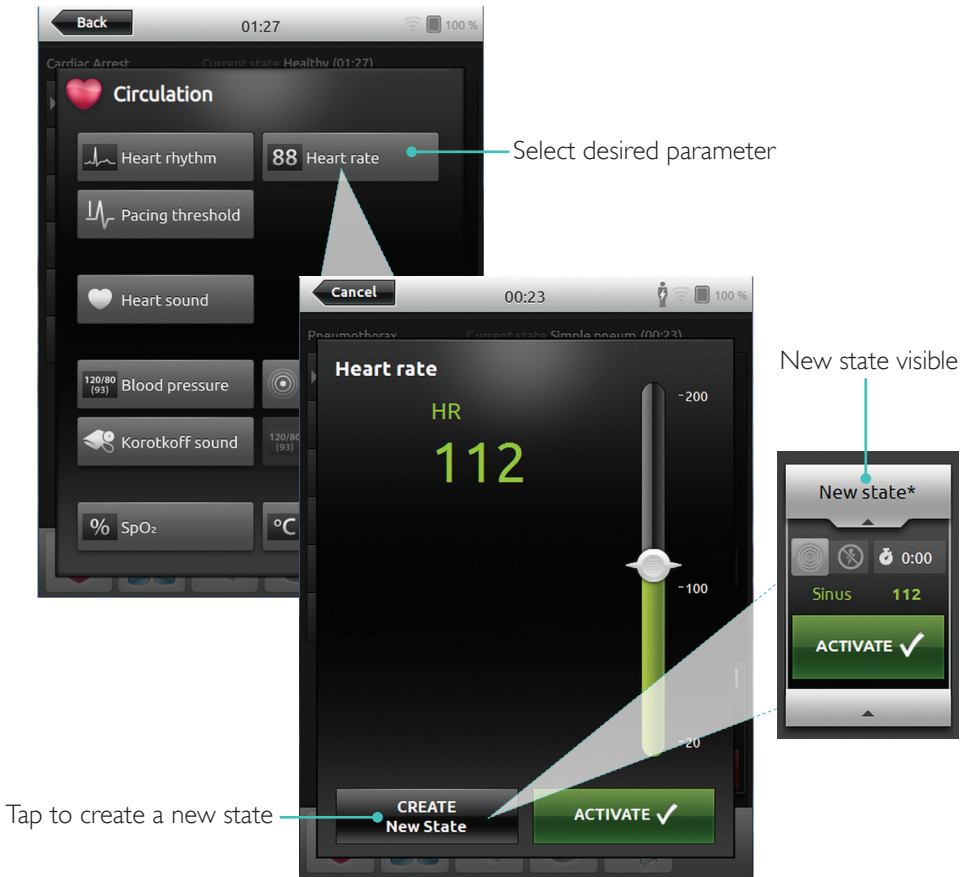 Back
01:27
100 %
Cardiac Arrest
Current state Healthy (01:27)
Circulation
Heart rhythm
88 Heart rate
Select desired parameter
Pacing threshold
Heart sound
120/80
(93)
Blood pressure
Korotkoff sound
120/80
(93)
% SpO₂
°C
Cancel
00:23
100 %
Pneumothorax
Current state Simple pneum (00:23)
Heart rate
HR
112
-200
-100
-20
CREATE
New State
ACTIVATE
Tap to create a new state
New state visible
New state*
0:00
Sinus 112
ACTIVATE